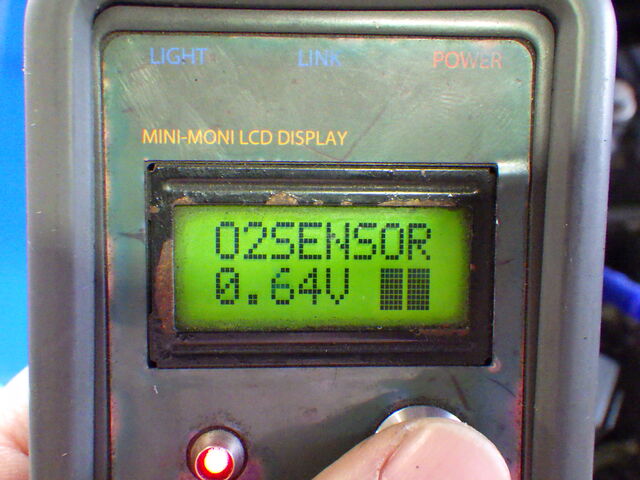 LIGHT LINK POWER
MINI-MONI LCD DISPLAY
O2SENSOR
0.64V